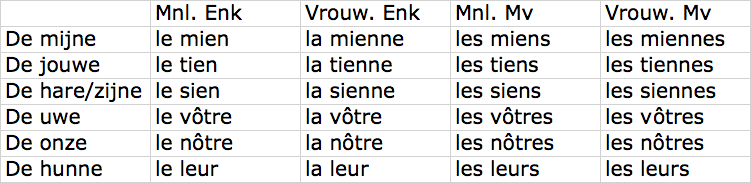 Mnl. Enk Vrouw. Enk Mnl. Mv Vrouw. Mv
De mijne le mien la mienne les miens les miennes
De jouwe le tien la tienne les tiens les tiennes
De hare/zijne le sien la sienne les siens les siennes
De uwe le vôtre la vôtre les vôtres les vôtres
De onze le nôtre la nôtre les nôtres les nôtres
De hunne le leur la leur les leurs les leurs